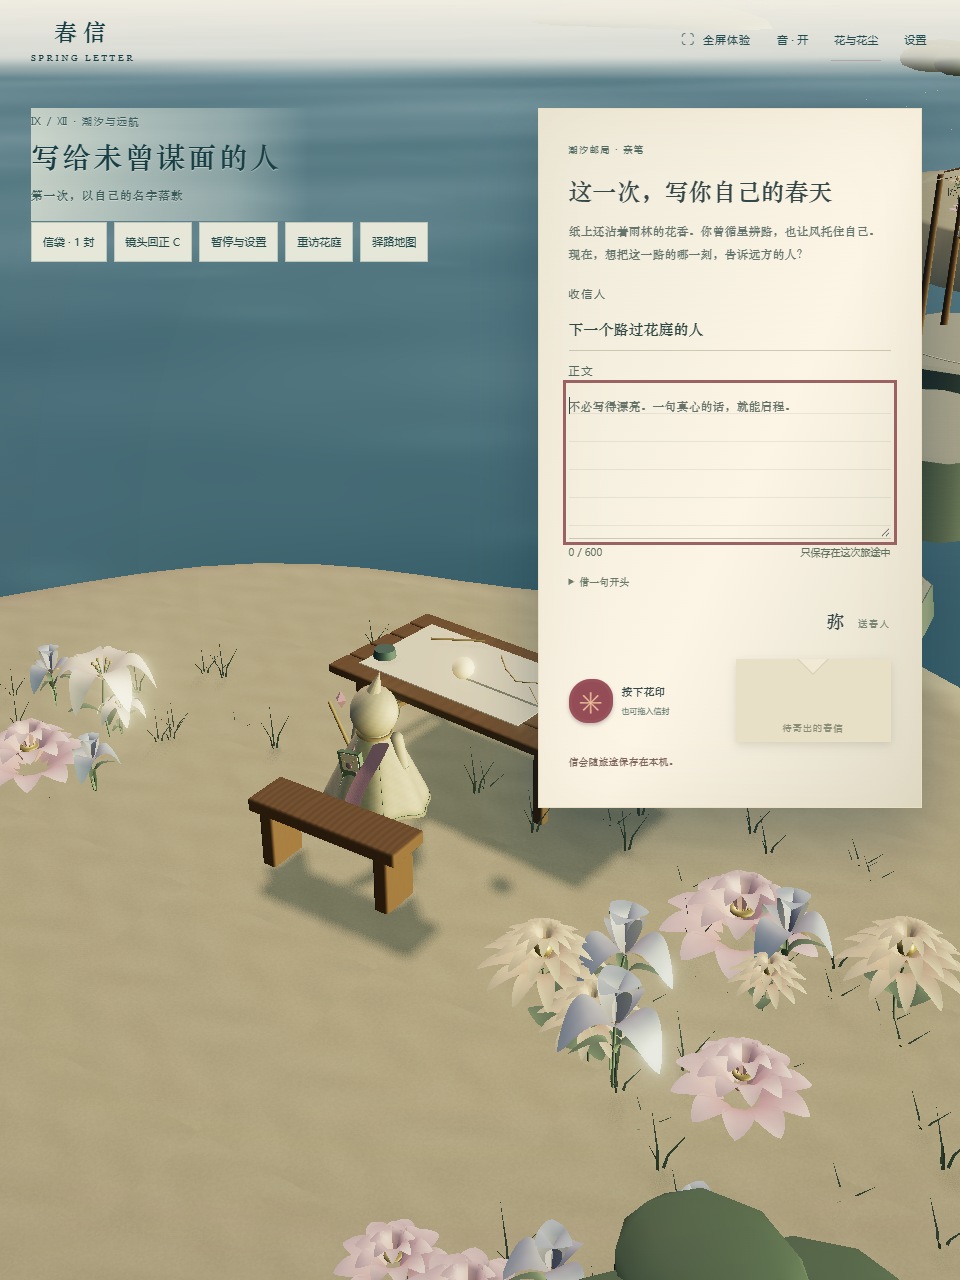 春信
SPRING LETTER
全屏体验
音 · 开
花与花尘
设置
IX / XII · 潮汐与远航
写给未曾谋面的人
第一次，以自己的名字落款
信袋 · 1 封
镜头回正 C
暂停与设置
重访花庭
驿路地图
潮汐邮局 · 亲笔
这一次，写你自己的春天
纸上还沾着雨林的花香。你曾循星辨路，也让风托住自己。
现在，想把这一路的哪一刻，告诉远方的人？
收信人
下一个路过花庭的人
正文
不必写得漂亮。一句真心的话，就能启程。
0 / 600
只保存在这次旅途中
借一句开头
弥 送春人
按下花印
也可拖入信封
待寄出的春信
信会随旅途保存在本机。